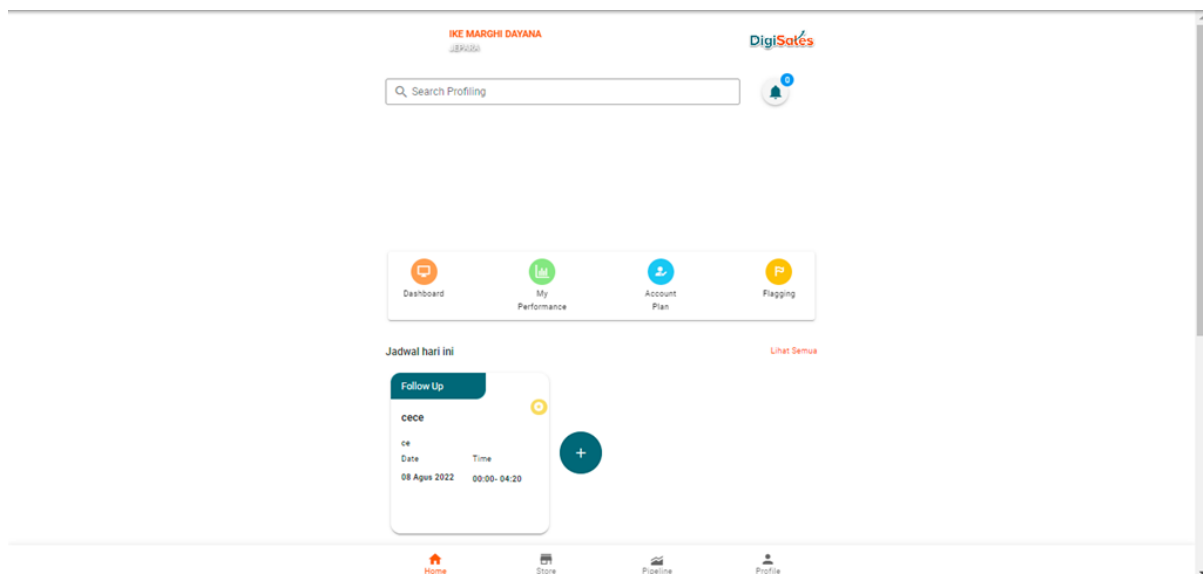 IKE MARGHI DAYANA
JEPARA
DigiSales
Search Profiling
0
Dashboard
My
Performance
Account
Plan
Flagging
Jadwal hari ini
Lihat Semua
Follow Up
cece
ce
Date Time
08 Agus 2022 00:00- 04:20
Home
Store
Pipeline
Profile